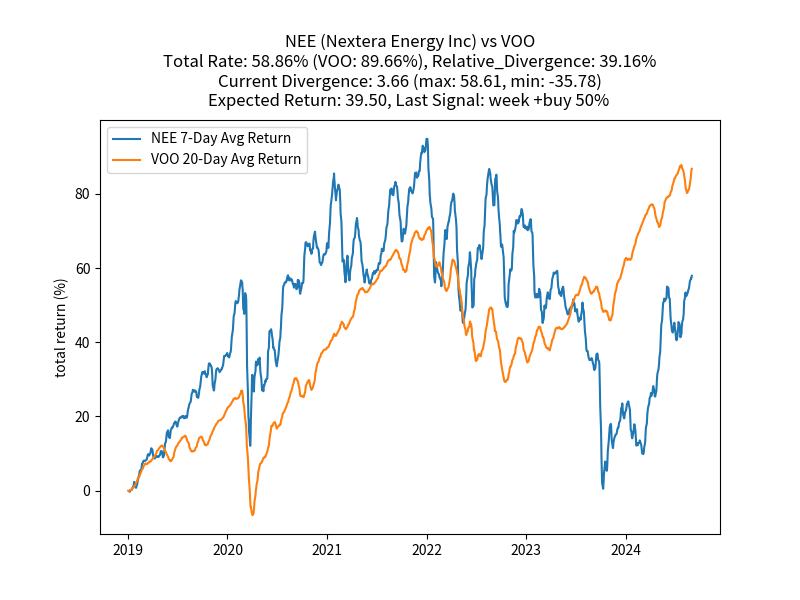 NEE (Nextera Energy Inc) vs VOO
Total Rate: 58.86% (VOO: 89.66%), Relative_Divergence: 39.16%
Current Divergence: 3.66 (max: 58.61, min: -35.78)
Expected Return: 39.50, Last Signal: week +buy 50%
NEE 7-Day Avg Return
VOO 20-Day Avg Return
total return (%)
80
60
40
20
0
2019 2020 2021 2022 2023 2024